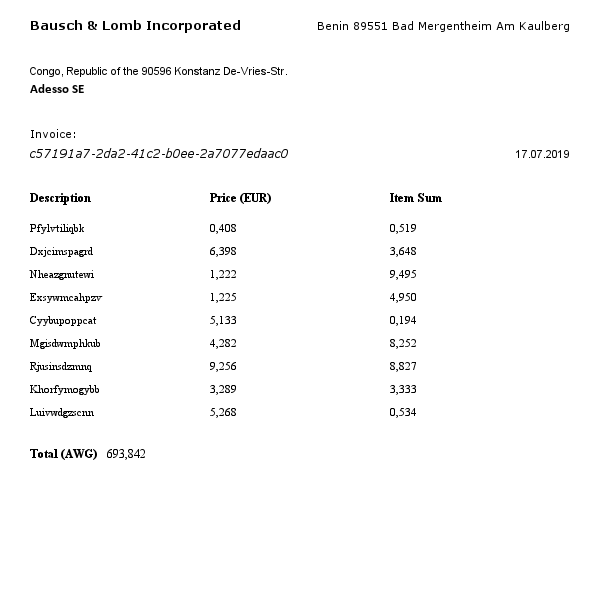 Bausch & Lomb Incorporated Benin 89551 Bad Mergentheim Am Kaulberg
Congo, Republic of the 90596 Konstanz De-Vries-Str.
Adesso SE
Invoice:
c57191a7-2da2-41c2-b0ee-2a7077edaac0 17.07.2019
Description Price (EUR) Item Sum
Pfylvtiliqbk 0,408 0,519
Dxjcimspagrd 6,398 3,648
Nheazgnutewi 1,222 9,495
Exsywmcahpzv 1,225 4,950
Cyybupoppcat 5,133 0,194
Mgisdwmphkub 4,282 8,252
Rjusinsdzmnq 9,256 8,827
Khorfymogybb 3,289 3,333
Luivwdgzscnn 5,268 0,534
Total (AWG) 693,842